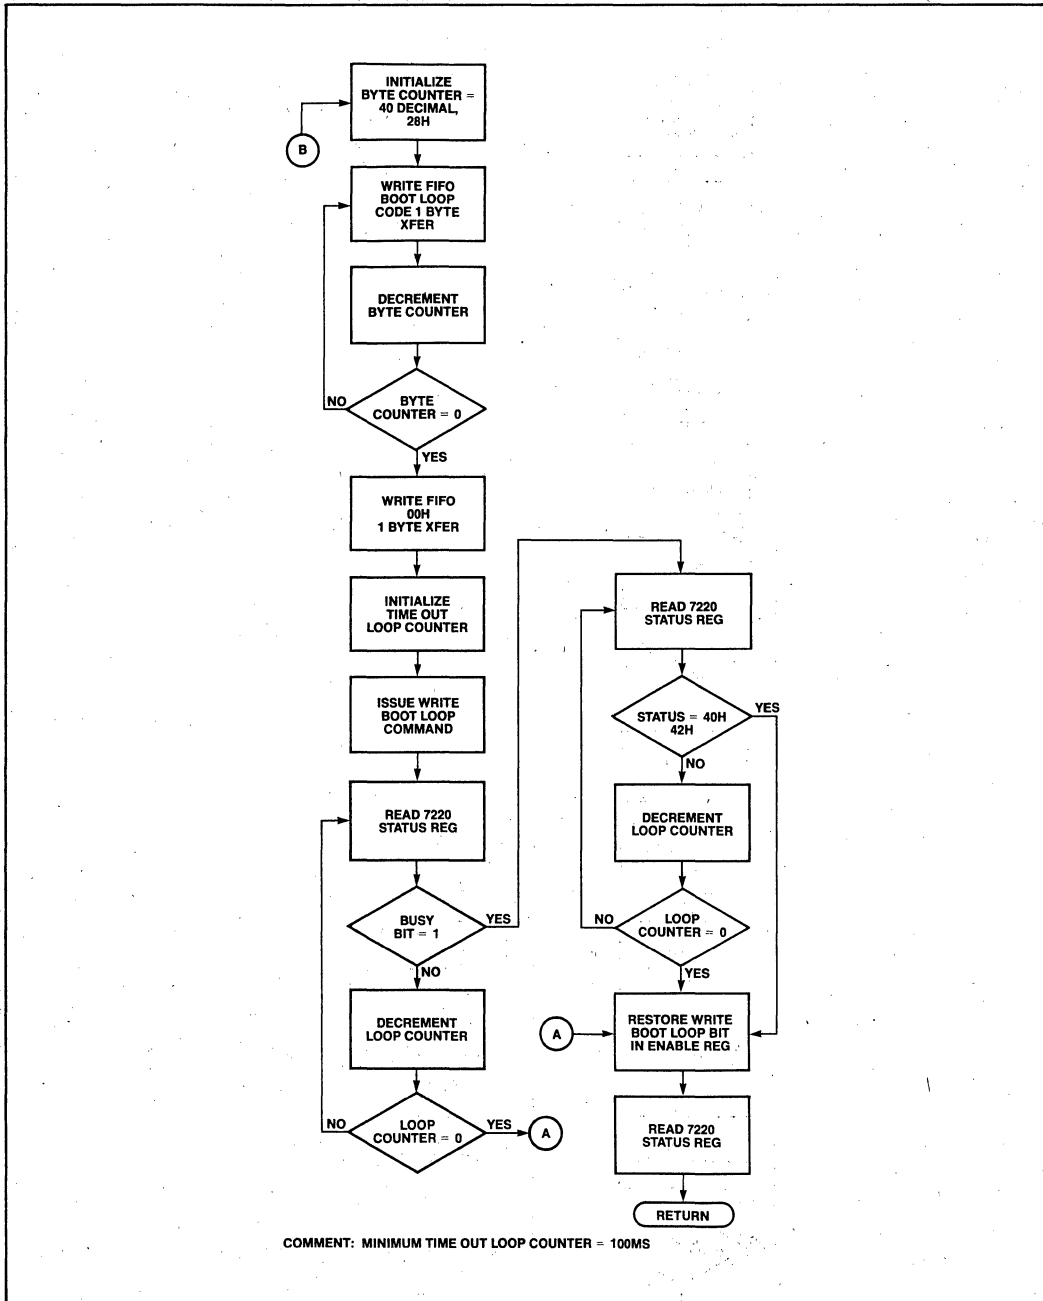 INITIALIZE
BYTE COUNTER =
40 DECIMAL,
28H
B
WRITE FIFO
BOOT LOOP
CODE 1 BYTE
XFER
DECREMENT
BYTE COUNTER
NO
BYTE
COUNTER = 0
YES
WRITE FIFO
00H
1 BYTE XFER
INITIALIZE
TIME OUT
LOOP COUNTER
ISSUE WRITE
BOOT LOOP
COMMAND
READ 7220
STATUS REG
BUSY
BIT = 1
YES
NO
DECREMENT
LOOP COUNTER
NO
LOOP
COUNTER = 0
YES
A
READ 7220
STATUS REG
STATUS = 40H
42H
YES
NO
DECREMENT
LOOP COUNTER
NO
LOOP
COUNTER = 0
YES
A
RESTORE WRITE
BOOT LOOP BIT
IN ENABLE REG
READ 7220
STATUS REG
RETURN
COMMENT: MINIMUM TIME OUT LOOP COUNTER = 100MS